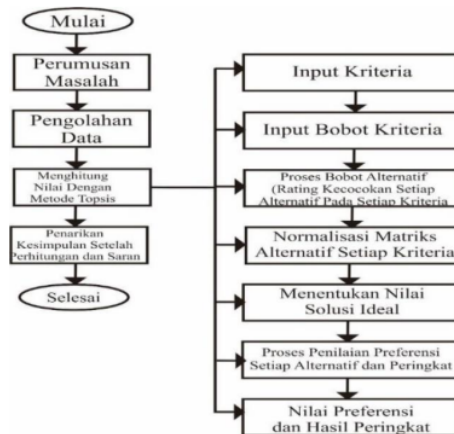 Mulai
Perumusan
Masalah
Pengolahan
Data
Menghitung
Nilai Dengan
Metode Topsis
Penarikan
Kesimpulan Setelah
Perhitungan dan Saran
Selesai
Input Kriteria
Input Bobot Kriteria
Proses Bobot Alternatif
(Rating Kecocokan Setiap
Alternatif Pada Setiap Kriteria
Normalisasi Matriks
Alternatif Setiap Kriteria
Menentukan Nilai
Solusi Ideal
Proses Penilaian Preferensi
Setiap Alternatif dan Peringkat
Nilai Preferensi
dan Hasil Peringkat